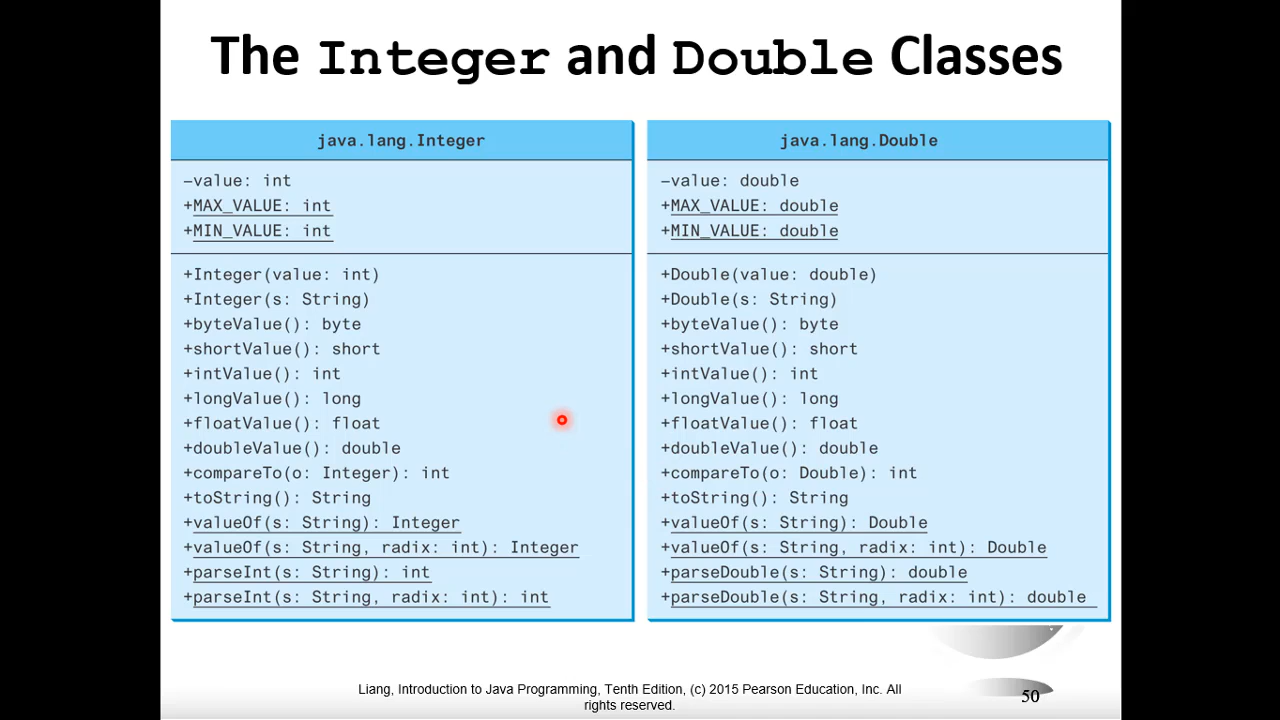 The Integer and Double Classes
java.lang.Integer
–value: int
+MAX_VALUE: int
+MIN_VALUE: int
+Integer(value: int)
+Integer(s: String)
+byteValue(): byte
+shortValue(): short
+intValue(): int
+longValue(): long
+floatValue(): float
+doubleValue(): double
+compareTo(o: Integer): int
+toString(): String
+valueOf(s: String): Integer
+valueOf(s: String, radix: int): Integer
+parseInt(s: String): int
+parseInt(s: String, radix: int): int
java.lang.Double
–value: double
+MAX_VALUE: double
+MIN_VALUE: double
+Double(value: double)
+Double(s: String)
+byteValue(): byte
+shortValue(): short
+intValue(): int
+longValue(): long
+floatValue(): float
+doubleValue(): double
+compareTo(o: Double): int
+toString(): String
+valueOf(s: String): Double
+valueOf(s: String, radix: int): Double
+parseDouble(s: String): double
+parseDouble(s: String, radix: int): double
Liang, Introduction to Java Programming, Tenth Edition, (c) 2015 Pearson Education, Inc. All
rights reserved.
50